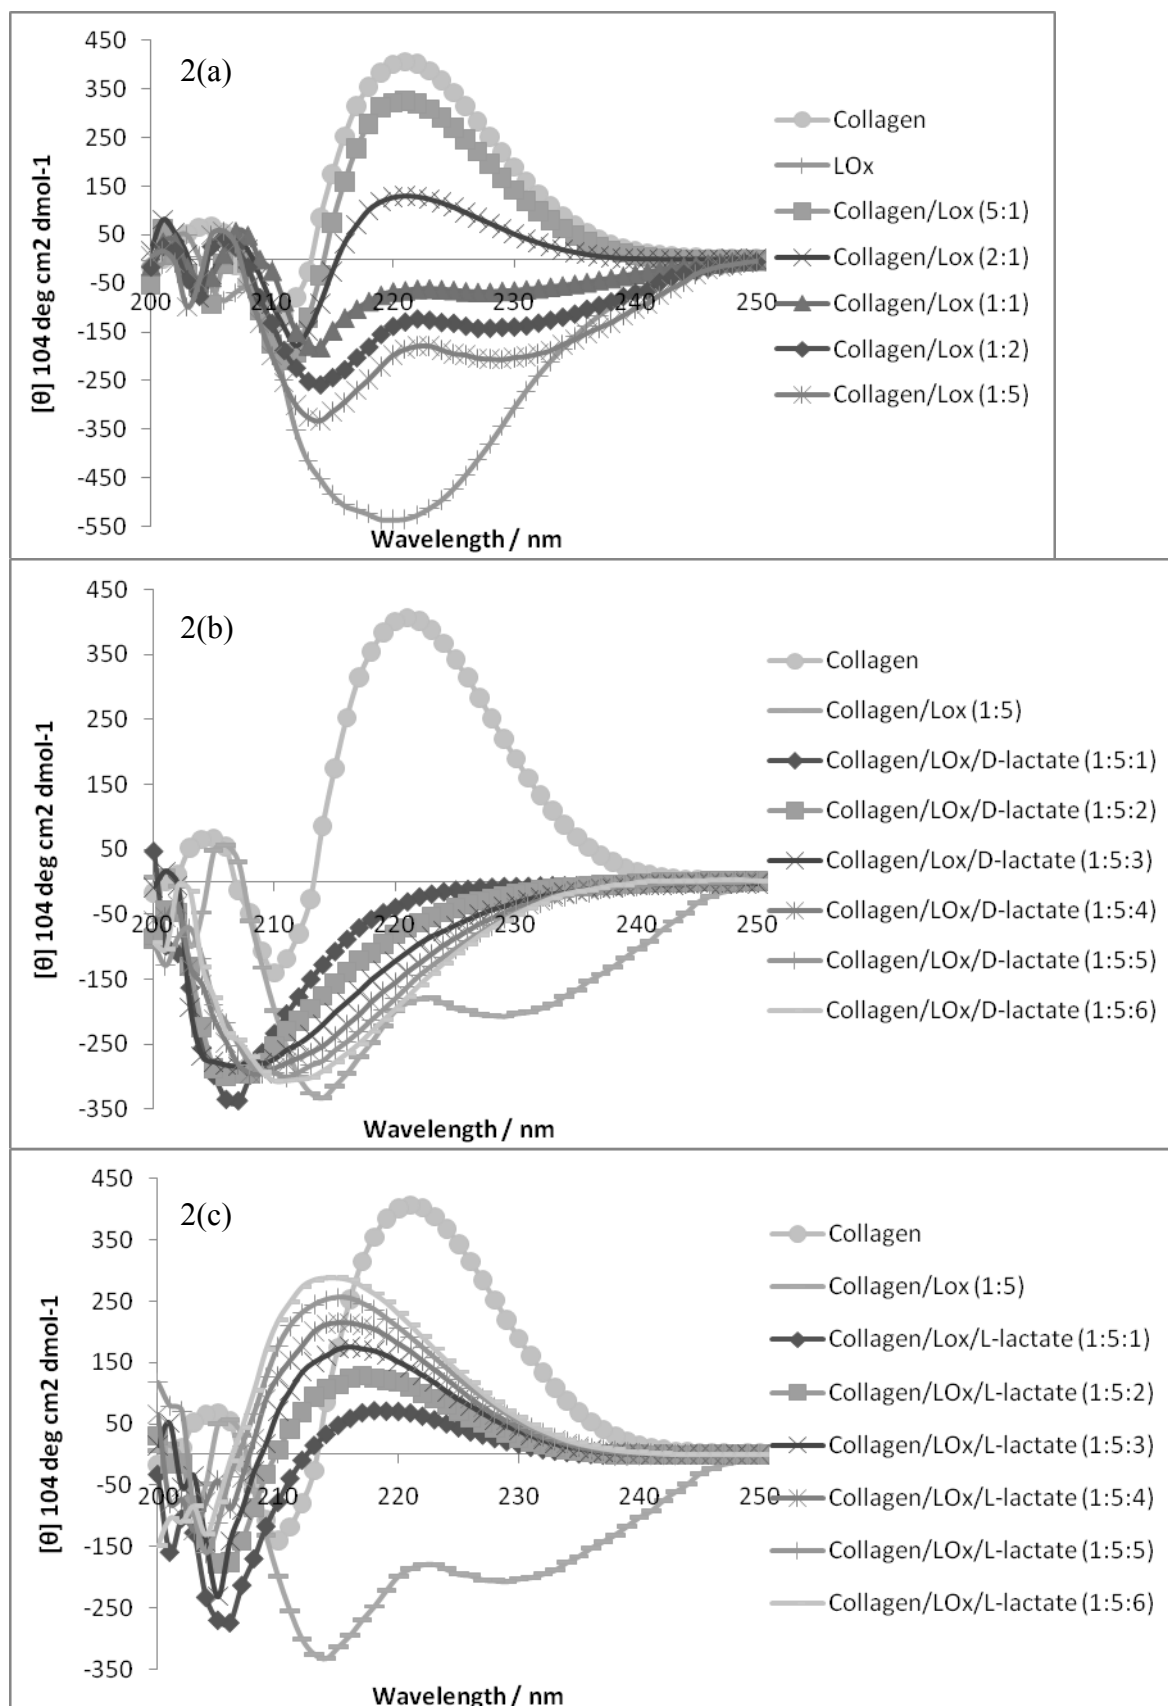 2(a)
450
350
250
150
50
-50
-150
-250
-350
-450
-550
200
210
220
230
240
250
[θ] 104 deg cm2 dmol-1
Wavelength / nm
Collagen
LOx
Collagen/Lox (5:1)
Collagen/Lox (2:1)
Collagen/Lox (1:1)
Collagen/Lox (1:2)
Collagen/Lox (1:5)
2(b)
450
350
250
150
50
-50
-150
-250
-350
200
210
220
230
240
250
[θ] 104 deg cm2 dmol-1
Wavelength / nm
Collagen
Collagen/Lox (1:5)
Collagen/LOx/D-lactate (1:5:1)
Collagen/LOx/D-lactate (1:5:2)
Collagen/Lox/D-lactate (1:5:3)
Collagen/LOx/D-lactate (1:5:4)
Collagen/LOx/D-lactate (1:5:5)
Collagen/LOx/D-lactate (1:5:6)
2(c)
450
350
250
150
50
-50
-150
-250
-350
200
210
220
230
240
250
[θ] 104 deg cm2 dmol-1
Wavelength / nm
Collagen
Collagen/Lox (1:5)
Collagen/Lox/L-lactate (1:5:1)
Collagen/LOx/L-lactate (1:5:2)
Collagen/LOx/L-lactate (1:5:3)
Collagen/LOx/L-lactate (1:5:4)
Collagen/LOx/L-lactate (1:5:5)
Collagen/LOx/L-lactate (1:5:6)